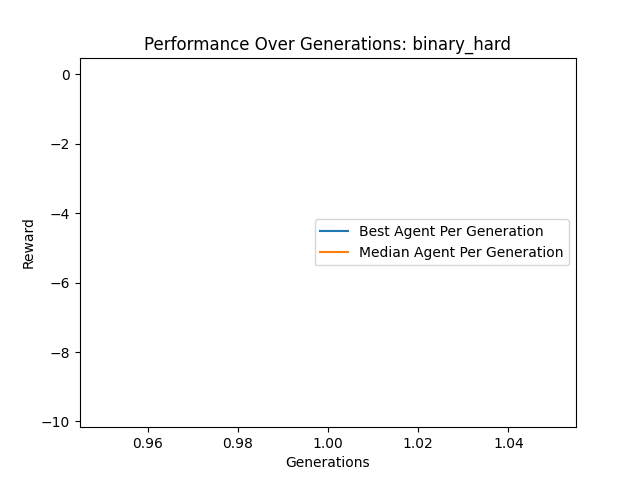 Performance Over Generations: binary_hard
0
−2
−4
−6
−8
−10
Reward
Best Agent Per Generation
Median Agent Per Generation
0.96 0.98 1.00 1.02 1.04
Generations